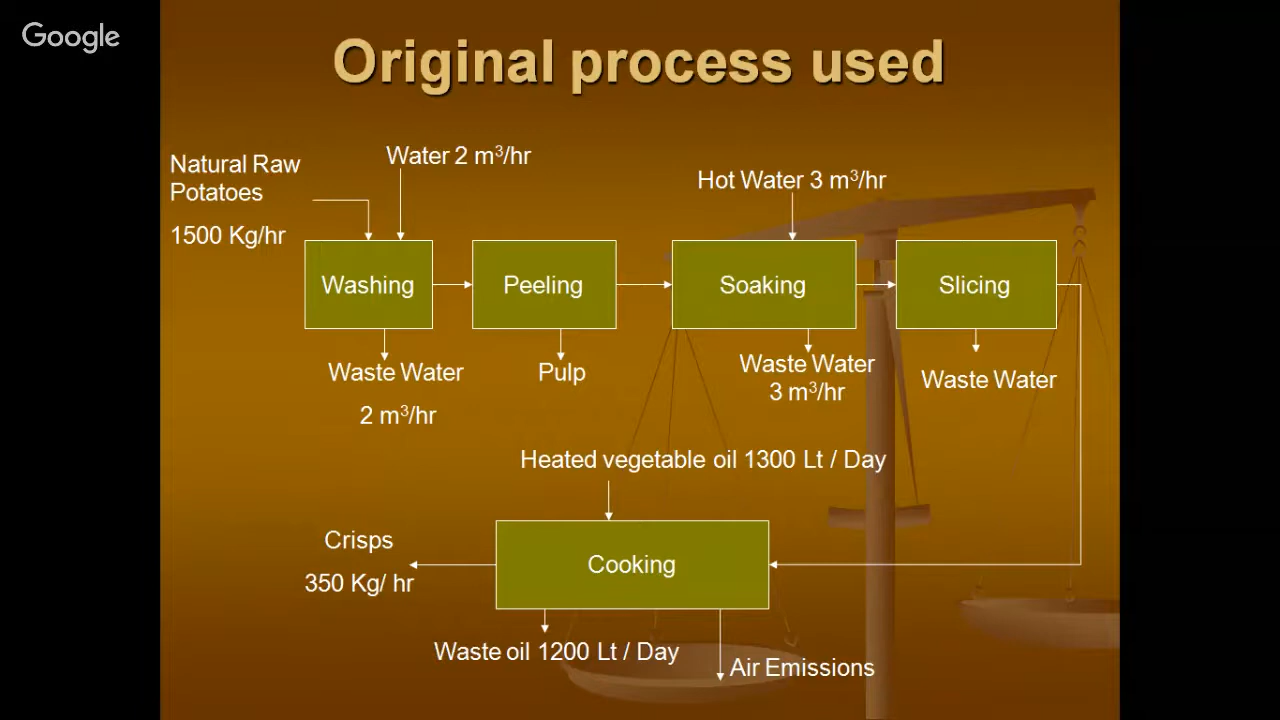 Google
Original process used
Natural Raw
Potatoes
1500 Kg/hr
Water 2 m³/hr
Hot Water 3 m³/hr
Washing
Peeling
Soaking
Slicing
Waste Water
2 m³/hr
Pulp
Waste Water
3 m³/hr
Waste Water
Heated vegetable oil 1300 Lt / Day
Crisps
350 Kg/ hr
Cooking
Waste oil 1200 Lt / Day
Air Emissions